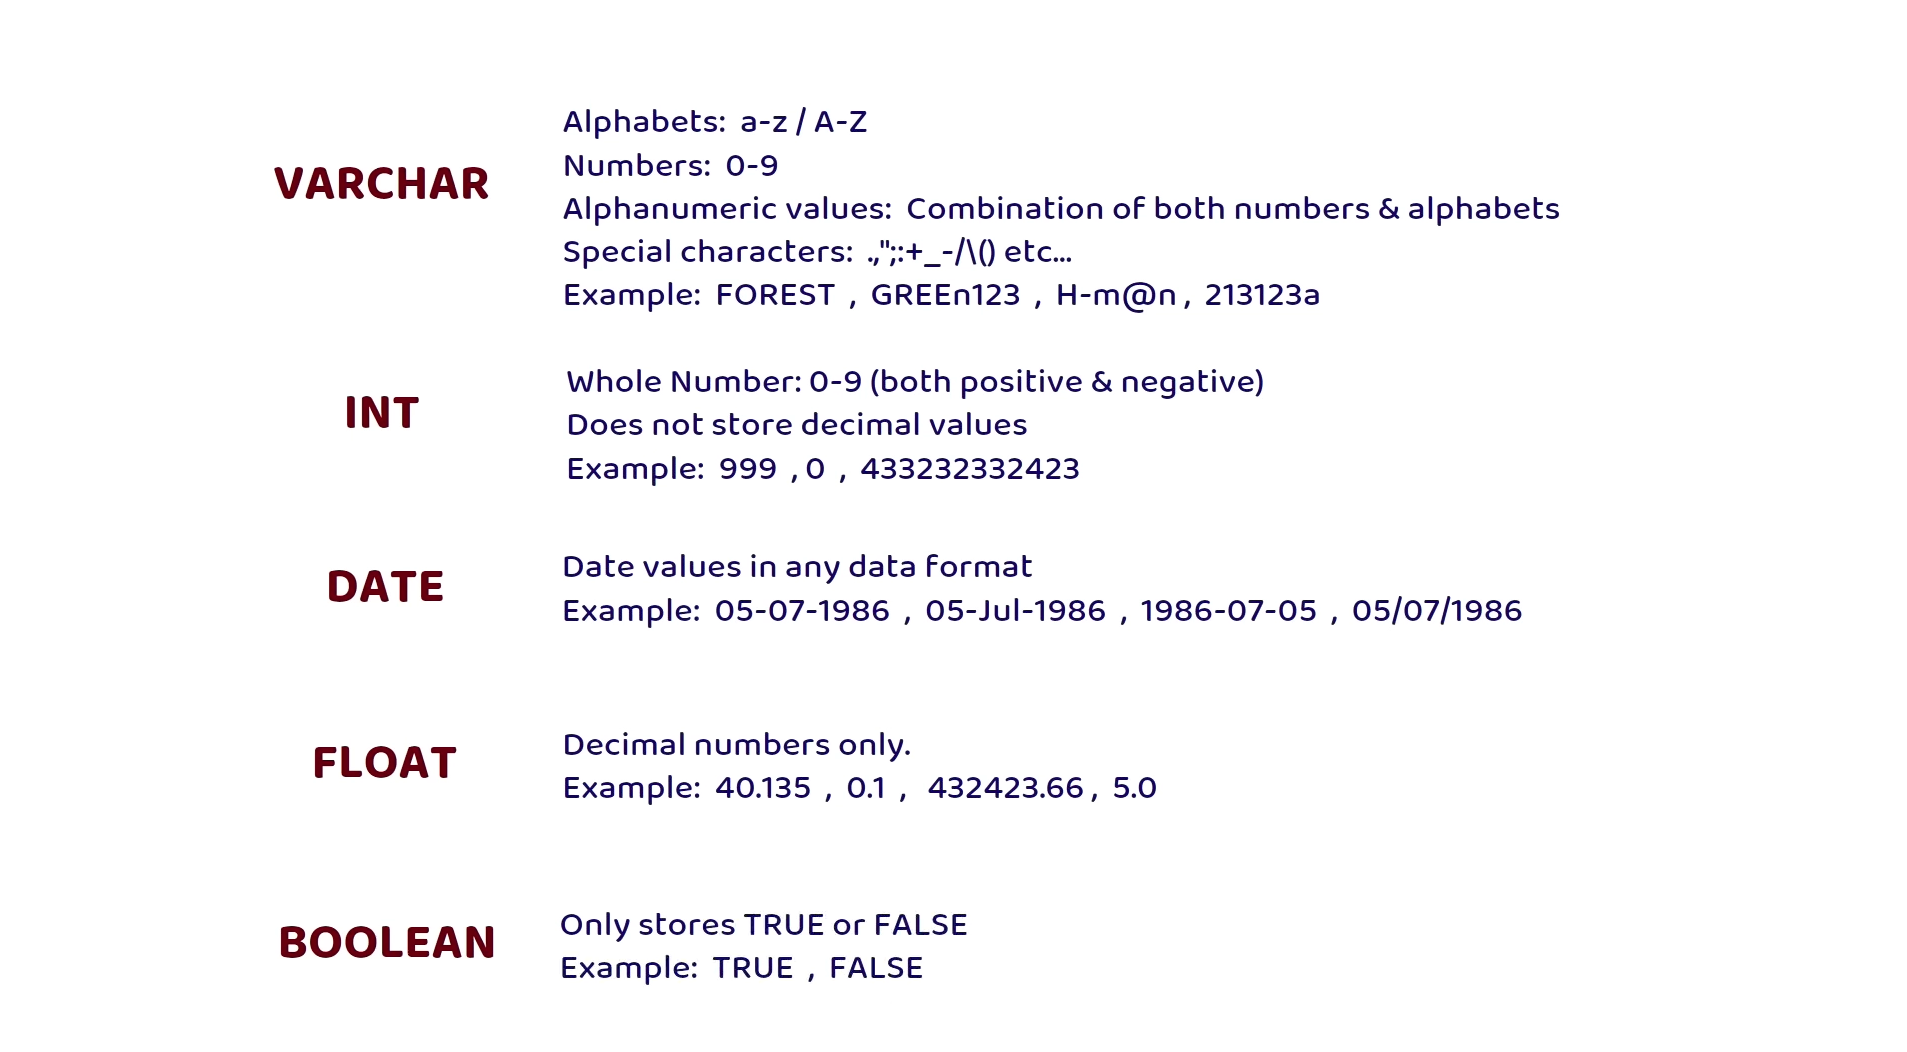 VARCHAR
Alphabets: a-z / A-Z
Numbers: 0-9
Alphanumeric values: Combination of both numbers & alphabets
Special characters: .,";:+_-/\() etc...
Example: FOREST , GREEn123 , H-m@n , 213123a
INT
Whole Number: 0-9 (both positive & negative)
Does not store decimal values
Example: 999 , 0 , 433232332423
DATE
Date values in any data format
Example: 05-07-1986 , 05-Jul-1986 , 1986-07-05 , 05/07/1986
FLOAT
Decimal numbers only.
Example: 40.135 , 0.1 , 432423.66 , 5.0
BOOLEAN
Only stores TRUE or FALSE
Example: TRUE , FALSE